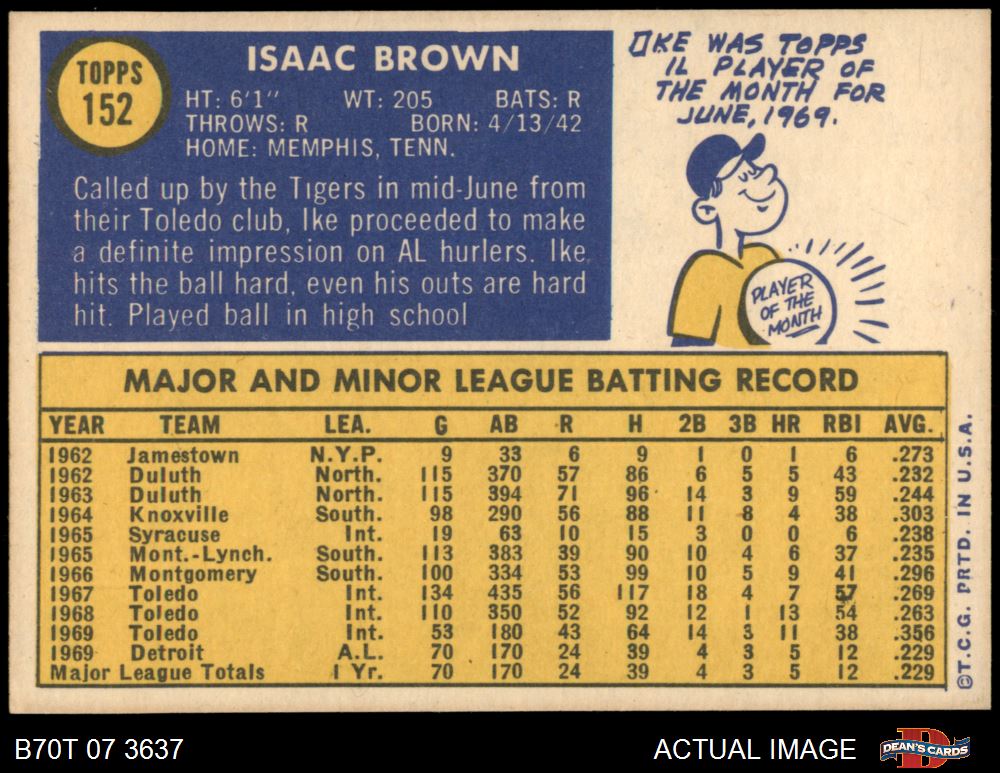 TOPPS
152
ISAAC BROWN
HT: 6'1" WT: 205 BATS: R
THROWS: R BORN: 4/13/42
HOME: MEMPHIS, TENN.
Called up by the Tigers in mid-June from
their Toledo club, Ike proceeded to make
a definite impression on AL hurlers. Ike
hits the ball hard, even his outs are hard
hit. Played ball in high school
IKE WAS TOPPS
IL PLAYER OF
THE MONTH FOR
JUNE, 1969.
PLAYER
OF THE
MONTH
MAJOR AND MINOR LEAGUE BATTING RECORD
YEAR TEAM LEA. G AB R H 2B 3B HR RBI AVG.
1962 Jamestown N.Y.P. 9 33 6 9 1 0 1 6 .273
1962 Duluth North. 115 370 57 86 6 5 5 43 .232
1963 Duluth North. 115 394 71 96 14 3 9 59 .244
1964 Knoxville South. 98 290 56 88 11 8 4 38 .303
1965 Syracuse Int. 19 63 10 15 3 0 0 6 .238
1965 Mont.-Lynch. South. 113 383 39 90 10 4 6 37 .235
1966 Montgomery South. 100 334 53 99 10 5 9 41 .296
1967 Toledo Int. 134 435 56 117 18 4 7 57 .269
1968 Toledo Int. 110 350 52 92 12 1 13 54 .263
1969 Toledo Int. 53 180 43 64 14 3 11 38 .356
1969 Detroit A.L. 70 170 24 39 4 3 5 12 .229
Major League Totals 1 Yr. 70 170 24 39 4 3 5 12 .229
©T.C.G. PRTD. IN U.S.A.
B70T 07 3637
ACTUAL IMAGE
DEAN'S CARDS